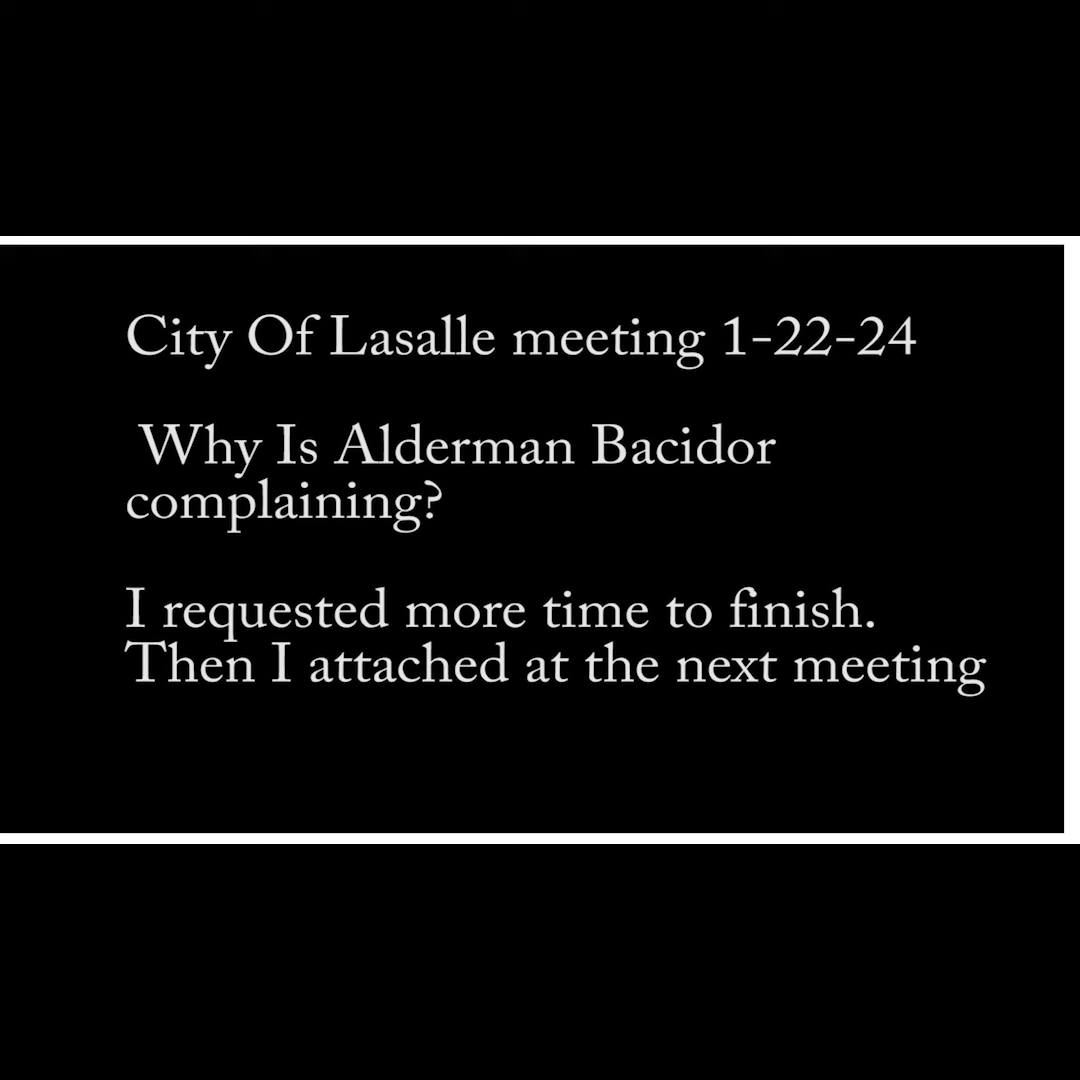 City Of Lasalle meeting 1-22-24
Why Is Alderman Bacidor
complaining?
I requested more time to finish.
Then I attached at the next meeting